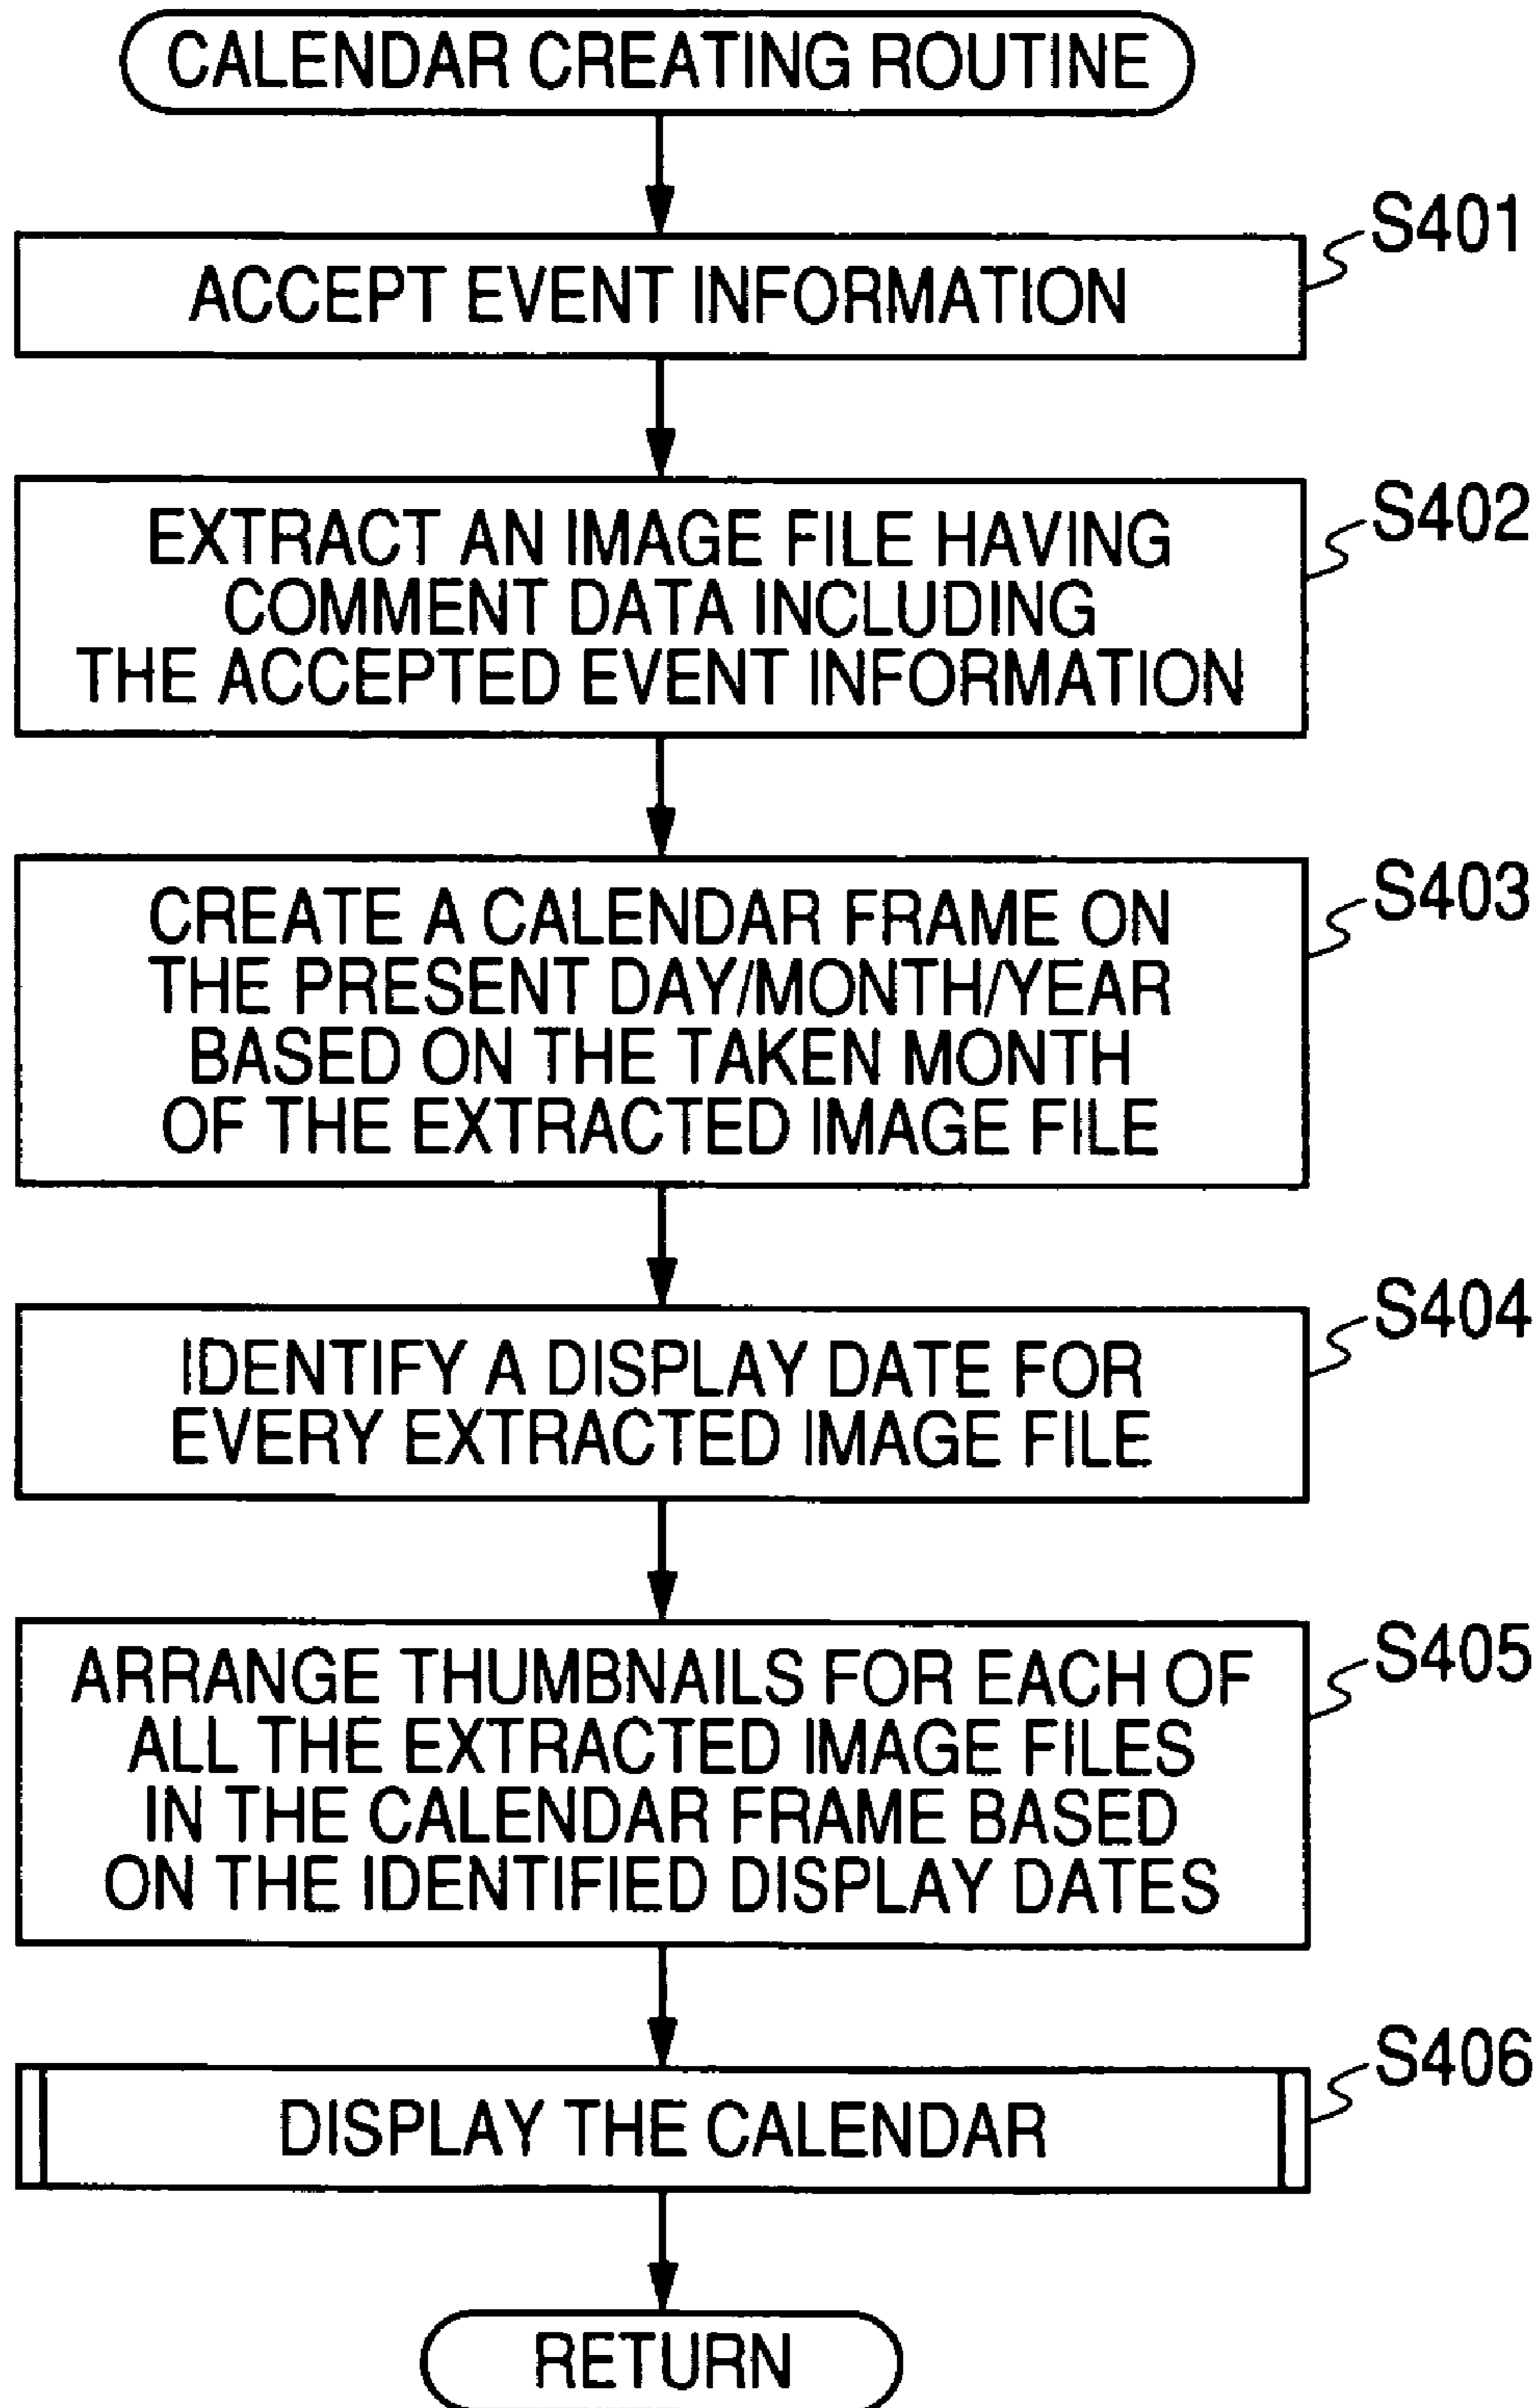 CALENDAR CREATING ROUTINE
S401
ACCEPT EVENT INFORMATION
S402
EXTRACT AN IMAGE FILE HAVING
COMMENT DATA INCLUDING
THE ACCEPTED EVENT INFORMATION
S403
CREATE A CALENDAR FRAME ON
THE PRESENT DAY/MONTH/YEAR
BASED ON THE TAKEN MONTH
OF THE EXTRACTED IMAGE FILE
S404
IDENTIFY A DISPLAY DATE FOR
EVERY EXTRACTED IMAGE FILE
S405
ARRANGE THUMBNAILS FOR EACH OF
ALL THE EXTRACTED IMAGE FILES
IN THE CALENDAR FRAME BASED
ON THE IDENTIFIED DISPLAY DATES
S406
DISPLAY THE CALENDAR
RETURN